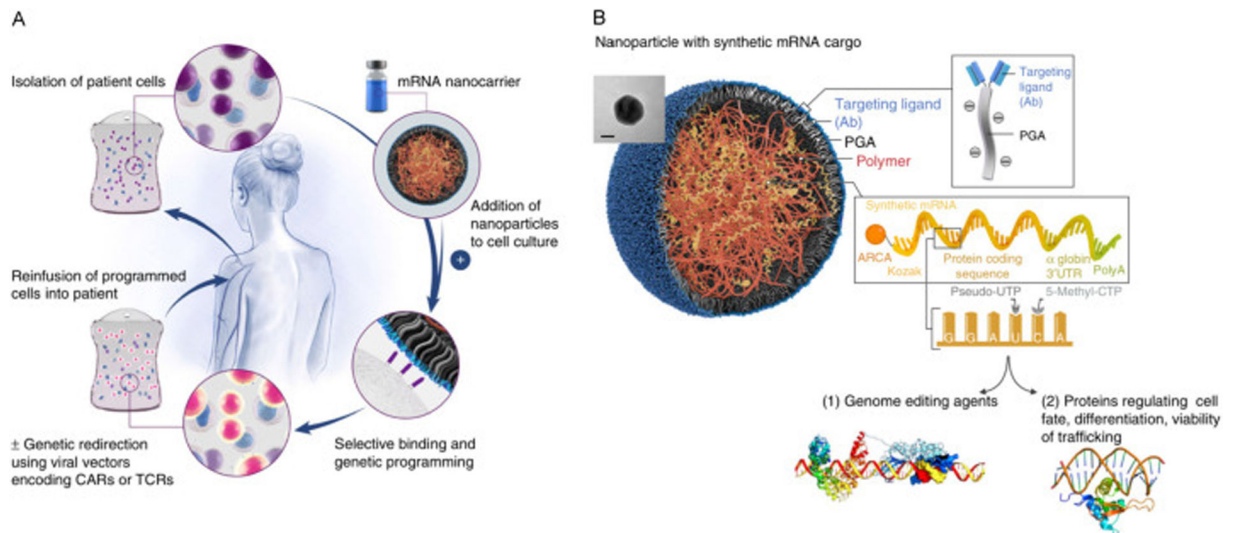 A
Isolation of patient cells
mRNA nanocarrier
Addition of
nanoparticles
to cell culture
+
Reinfusion of programmed
cells into patient
± Genetic redirection
using viral vectors
encoding CARs or TCRs
Selective binding and
genetic programming
B
Nanoparticle with synthetic mRNA cargo
Targeting ligand
(Ab)
PGA
Polymer
Targeting
ligand
(Ab)
PGA
Synthetic mRNA
ARCA
Kozak
Protein coding
sequence
α globin
3'UTR
PolyA
Pseudo-UTP
5-Methyl-CTP
G G A U C A
(1) Genome editing agents
(2) Proteins regulating cell
fate, differentiation, viability
of trafficking